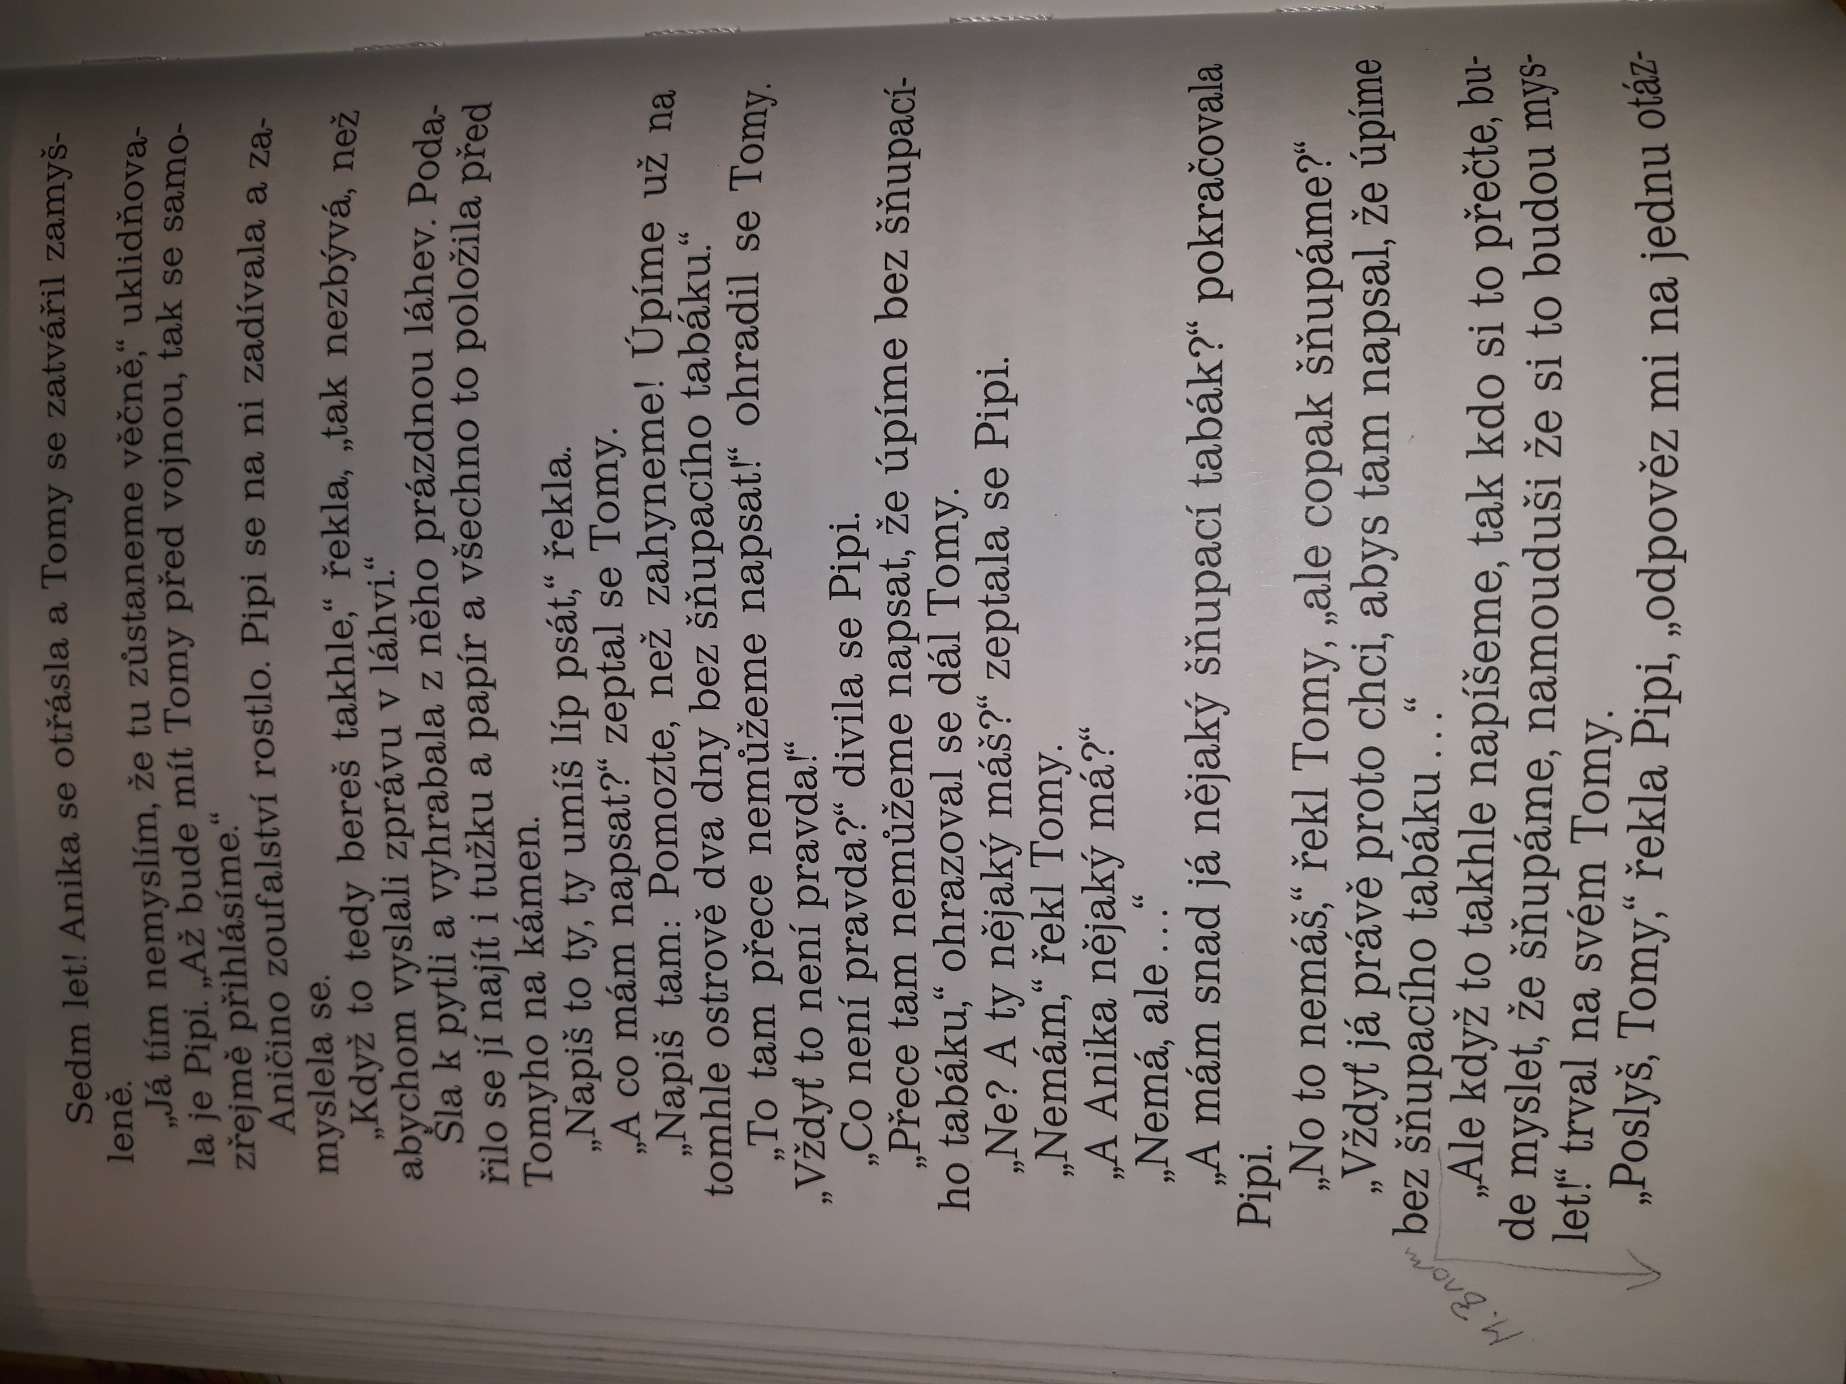 Sedm let! Anika se otřásla a Tomy se zatvářil zamyš-
leně.
„Já tím nemyslím, že tu zůstaneme věčně,“ uklidňova-
la je Pipi. „Až bude mít Tomy před vojnou, tak se samo-
zřejmě přihlásíme.“
Aničino zoufalství rostlo. Pipi se na ni zadívala a za-
myslela se.
„Když to tedy bereš takhle,“ řekla, „tak nezbývá, než
abychom vyslali zprávu v láhvi.“
Šla k pytli a vyhrabala z něho prázdnou láhev. Poda-
řilo se jí najít i tužku a papír a všechno to položila před
Tomyho na kámen.
„Napiš to ty, ty umíš líp psát,“ řekla.
„A co mám napsat?“ zeptal se Tomy.
„Napiš tam: Pomozte, než zahyneme! Úpíme už na
tomhle ostrově dva dny bez šňupacího tabáku.“
„To tam přece nemůžeme napsat!“ ohradil se Tomy.
„Vždyť to není pravda!“
„Co není pravda?“ divila se Pipi.
„Přece tam nemůžeme napsat, že úpíme bez šňupací-
ho tabáku,“ ohrazoval se dál Tomy.
„Ne? A ty nějaký máš?“ zeptala se Pipi.
„Nemám,“ řekl Tomy.
„A Anika nějaký má?“
„Nemá, ale...“
„A mám snad já nějaký šňupací tabák?“ pokračovala
Pipi.
„No to nemáš,“ řekl Tomy, „ale copak šňupáme?“
„Vždyť já právě proto chci, abys tam napsal, že úpíme
bez šňupacího tabáku...“
„Ale když to takhle napíšeme, tak kdo si to přečte, bu-
de myslet, že šňupáme, namouduši že si to budou mys-
let!“ trval na svém Tomy.
„Poslyš, Tomy,“ řekla Pipi, „odpověz mi na jednu otáz-